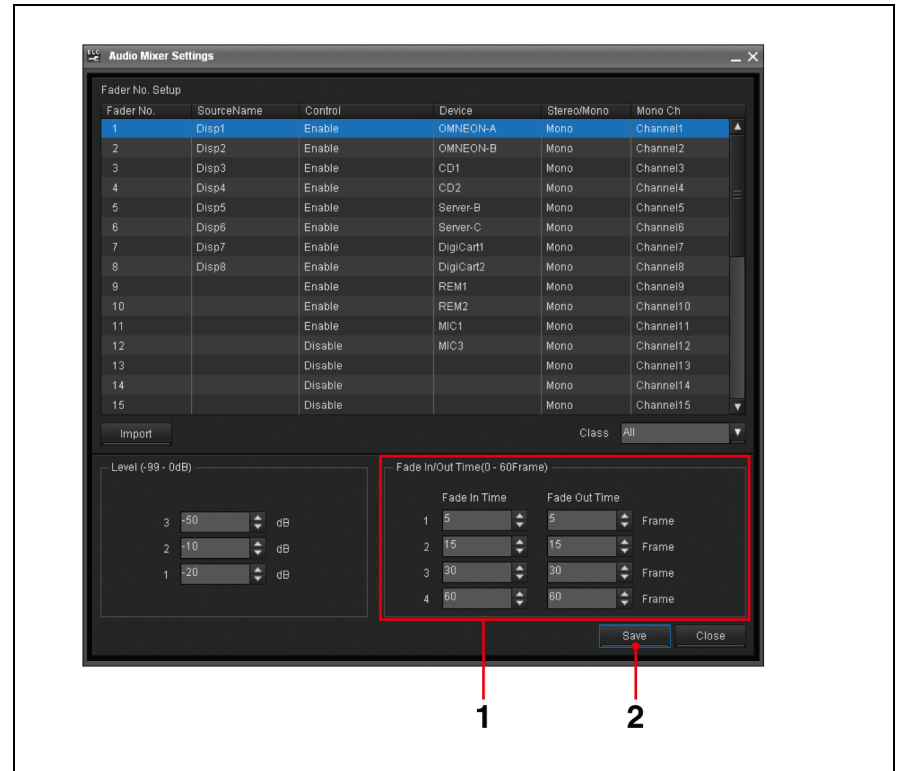 ELC Audio Mixer Settings
Fader No. Setup
Fader No. SourceName Control Device Stereo/Mono Mono Ch
1 Disp1 Enable OMNEON-A Mono Channel1
2 Disp2 Enable OMNEON-B Mono Channel2
3 Disp3 Enable CD1 Mono Channel3
4 Disp4 Enable CD2 Mono Channel4
5 Disp5 Enable Server-B Mono Channel5
6 Disp6 Enable Server-C Mono Channel6
7 Disp7 Enable DigiCart1 Mono Channel7
8 Disp8 Enable DigiCart2 Mono Channel8
9 Enable REM1 Mono Channel9
10 Enable REM2 Mono Channel10
11 Enable MIC1 Mono Channel11
12 Disable MIC3 Mono Channel12
13 Disable Mono Channel13
14 Disable Mono Channel14
15 Disable Mono Channel15
Import Class All
Level (-99 - 0dB)
3 -50 dB
2 -10 dB
1 -20 dB
Fade In/Out Time(0 - 60Frame)
Fade In Time Fade Out Time
1 5 5 Frame
2 15 15 Frame
3 30 30 Frame
4 60 60 Frame
Save Close
1 2